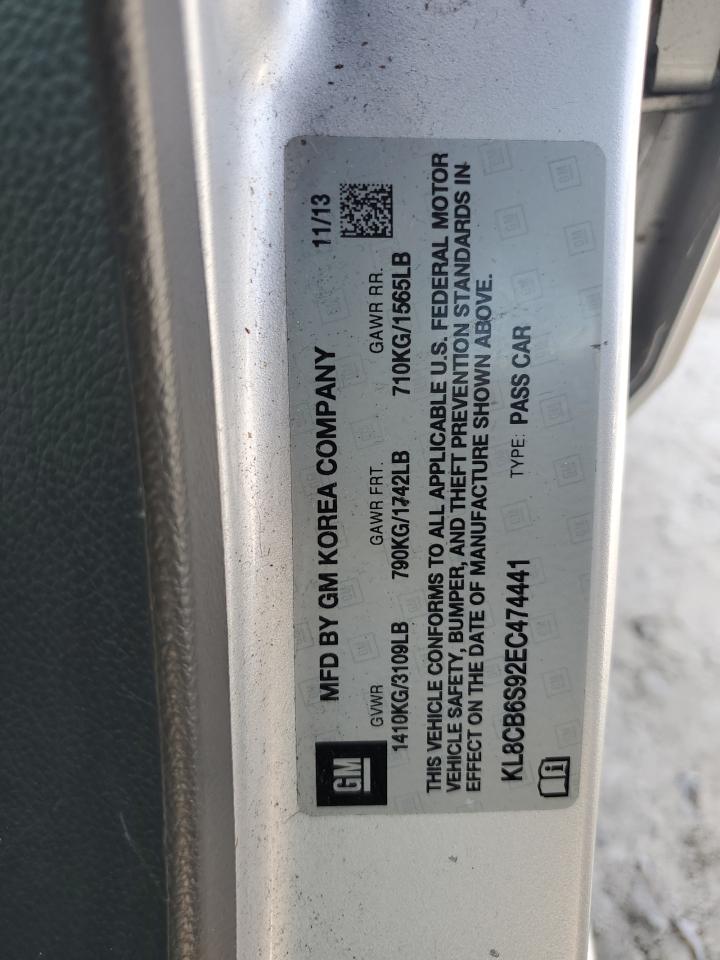 GM
MFD BY GM KOREA COMPANY
11/13
GVWR GAWR FRT. GAWR RR.
1410KG/3109LB 790KG/1742LB 710KG/1565LB
THIS VEHICLE CONFORMS TO ALL APPLICABLE U.S. FEDERAL MOTOR
VEHICLE SAFETY, BUMPER, AND THEFT PREVENTION STANDARDS IN
EFFECT ON THE DATE OF MANUFACTURE SHOWN ABOVE.
KL8CB6S92EC474441 TYPE: PASS CAR